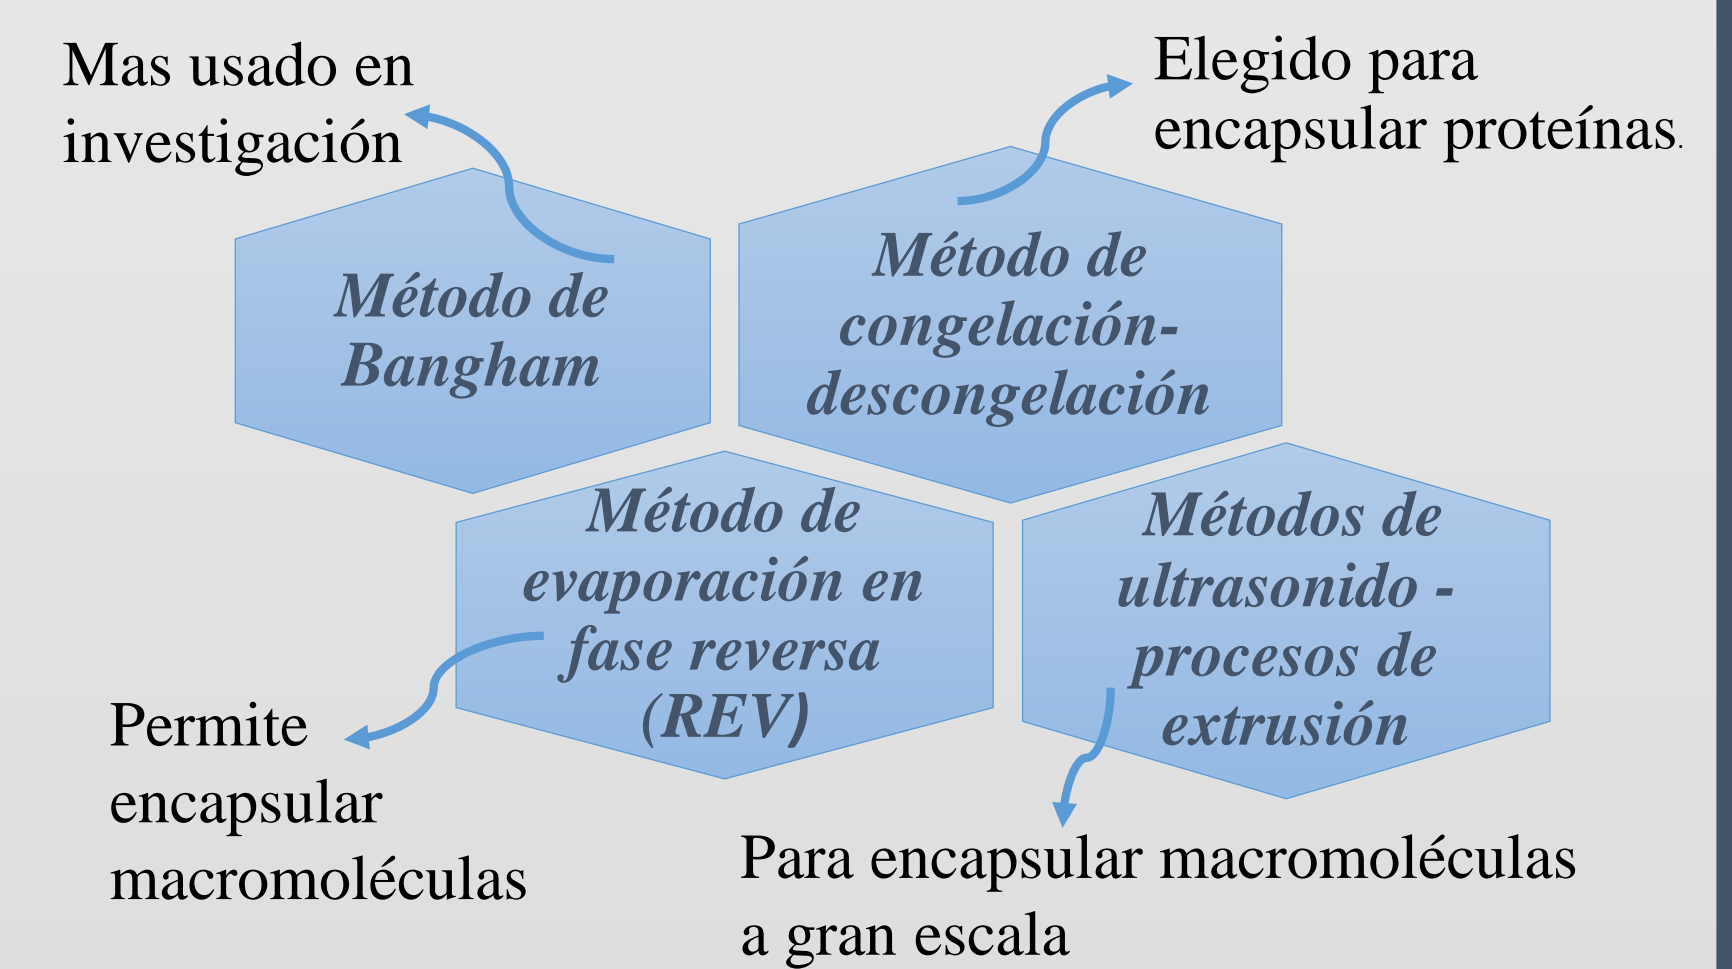 Mas usado en
investigación
Elegido para
encapsular proteínas.
Método de
Bangham
Método de
congelación-
descongelación
Método de
evaporación en
fase reversa
(REV)
Métodos de
ultrasonido -
procesos de
extrusión
Permite
encapsular
macromoléculas
Para encapsular macromoléculas
a gran escala